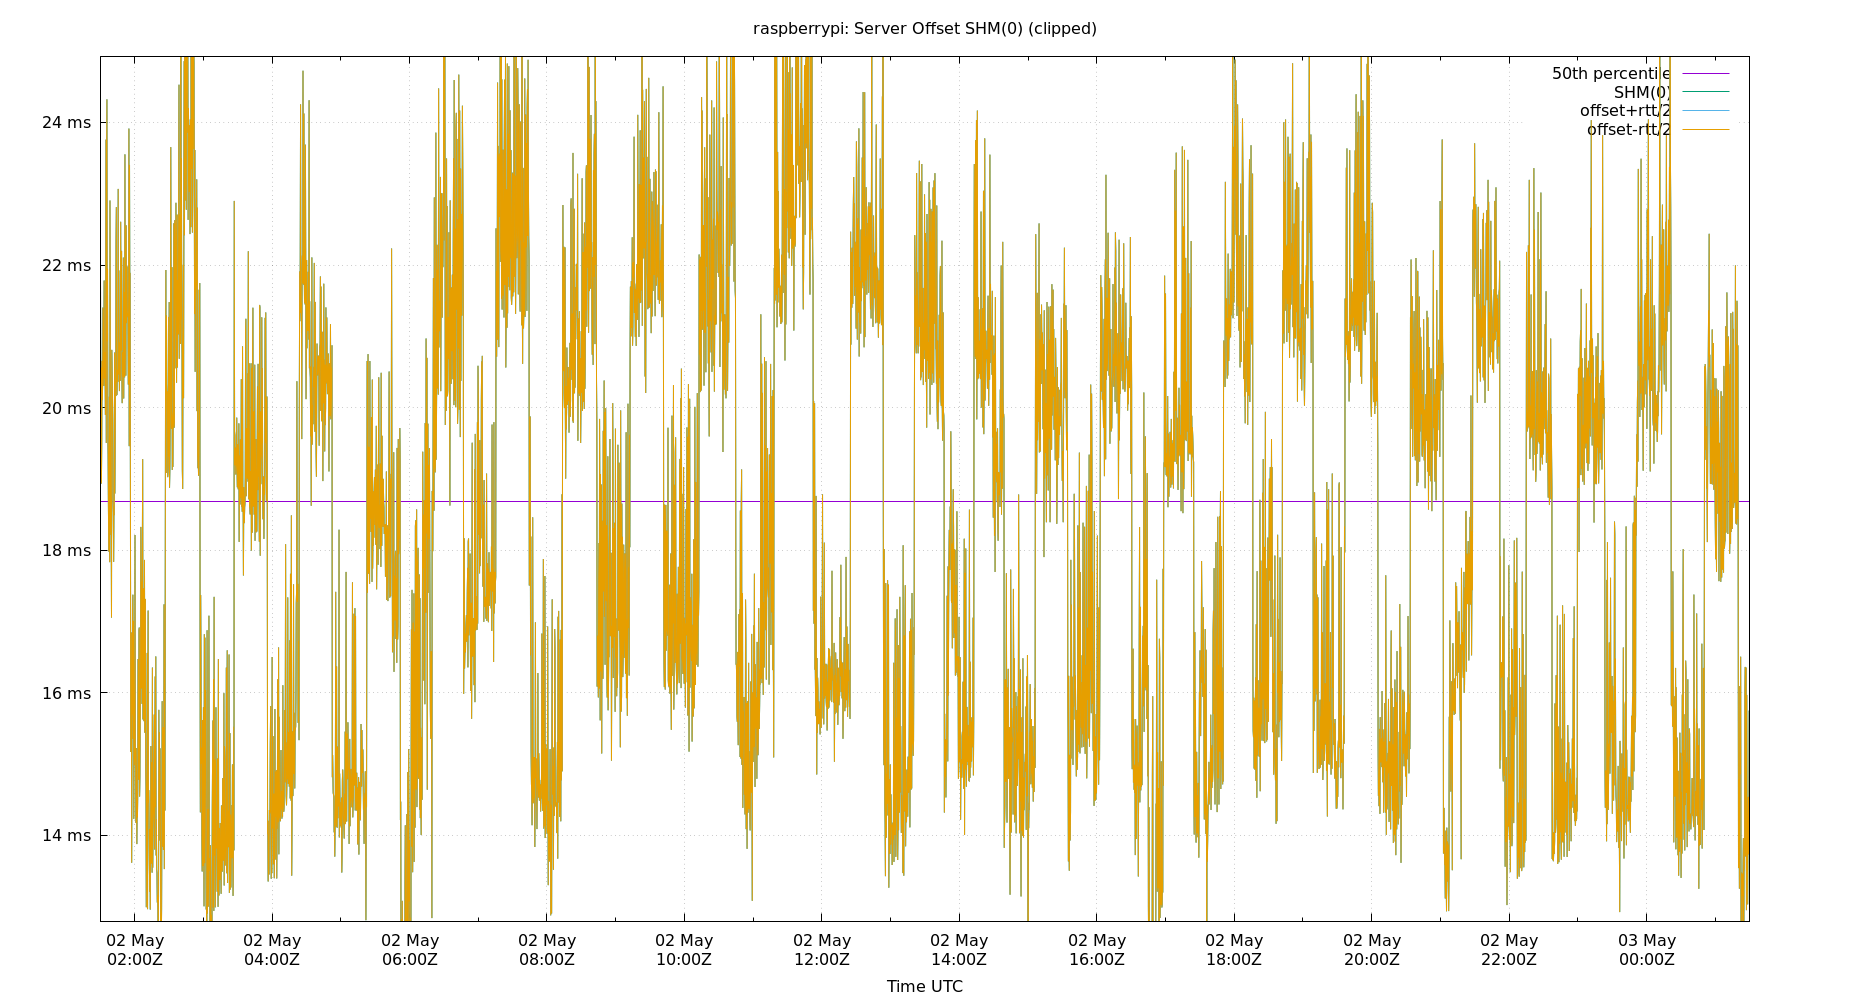 raspberrypi: Server Offset SHM(0) (clipped)
50th percentile
SHM(0)
offset+rtt/2
offset-rtt/2
24 ms
22 ms
20 ms
18 ms
16 ms
14 ms
02 May 02 May 02 May 02 May 02 May 02 May 02 May 02 May 02 May 02 May 02 May 03 May
02:00Z 04:00Z 06:00Z 08:00Z 10:00Z 12:00Z 14:00Z 16:00Z 18:00Z 20:00Z 22:00Z 00:00Z
Time UTC